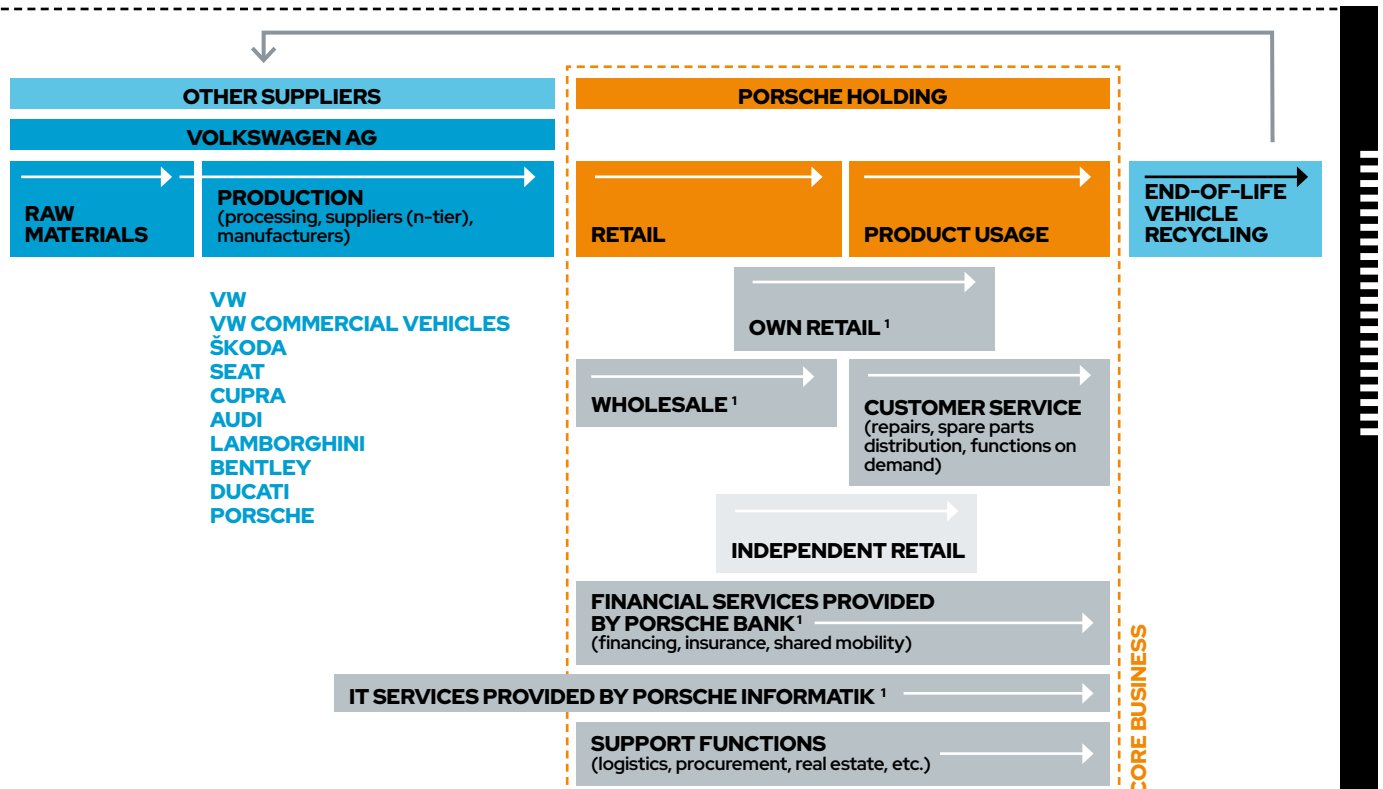 OTHER SUPPLIERS
VOLKSWAGEN AG
RAW
MATERIALS
PRODUCTION
(processing, suppliers (n-tier),
manufacturers)
VW
VW COMMERCIAL VEHICLES
ŠKODA
SEAT
CUPRA
AUDI
LAMBORGHINI
BENTLEY
DUCATI
PORSCHE
PORSCHE HOLDING
RETAIL
PRODUCT USAGE
OWN RETAIL ¹
WHOLESALE ¹
CUSTOMER SERVICE
(repairs, spare parts
distribution, functions on
demand)
INDEPENDENT RETAIL
FINANCIAL SERVICES PROVIDED
BY PORSCHE BANK¹
(financing, insurance, shared mobility)
IT SERVICES PROVIDED BY PORSCHE INFORMATIK ¹
SUPPORT FUNCTIONS
(logistics, procurement, real estate, etc.)
CORE BUSINESS
END-OF-LIFE
VEHICLE
RECYCLING